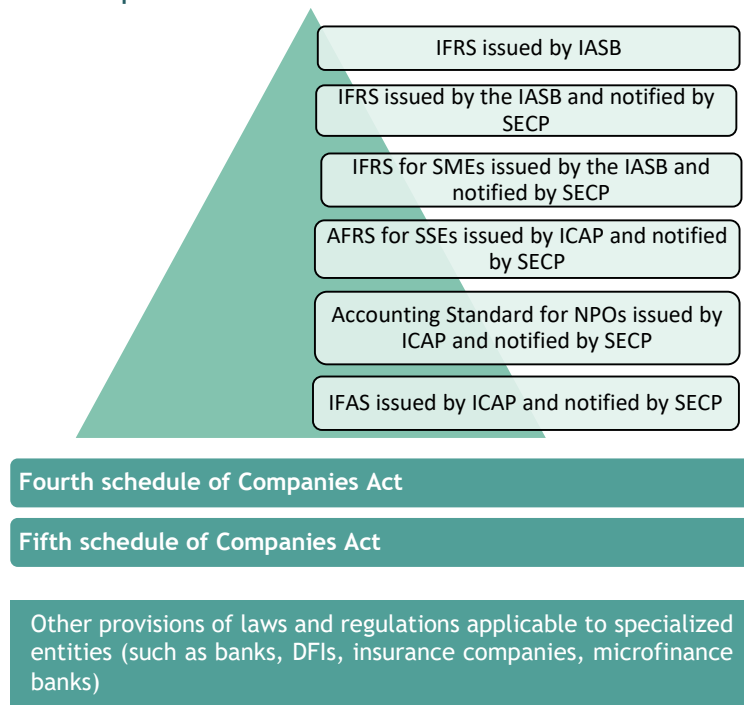 IFRS issued by IASB
IFRS issued by the IASB and notified by
SECP
IFRS for SMEs issued by the IASB and
notified by SECP
AFRS for SSEs issued by ICAP and notified
by SECP
Accounting Standard for NPOs issued by
ICAP and notified by SECP
IFAS issued by ICAP and notified by SECP
Fourth schedule of Companies Act
Fifth schedule of Companies Act
Other provisions of laws and regulations applicable to specialized
entities (such as banks, DFIs, insurance companies, microfinance
banks)